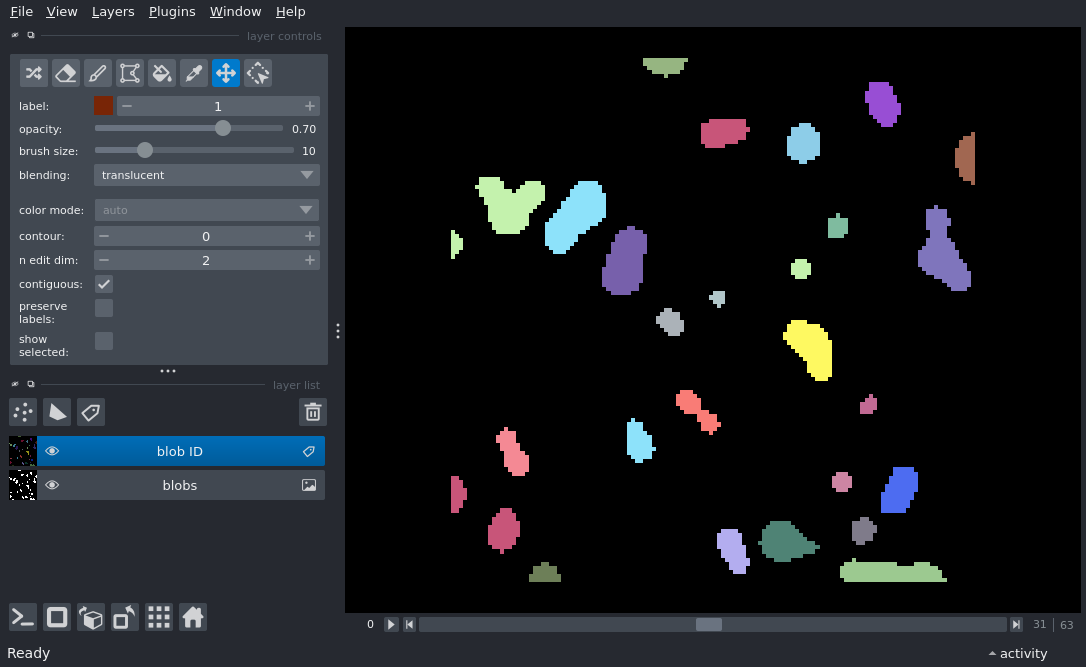 File View Layers Plugins Window Help
layer controls
label: 1
opacity: 0.70
brush size: 10
blending: translucent
color mode: auto
contour: 0
n edit dim: 2
contiguous:
preserve
labels:
show
selected:
layer list
blob ID
blobs
0 31 | 63
Ready activity